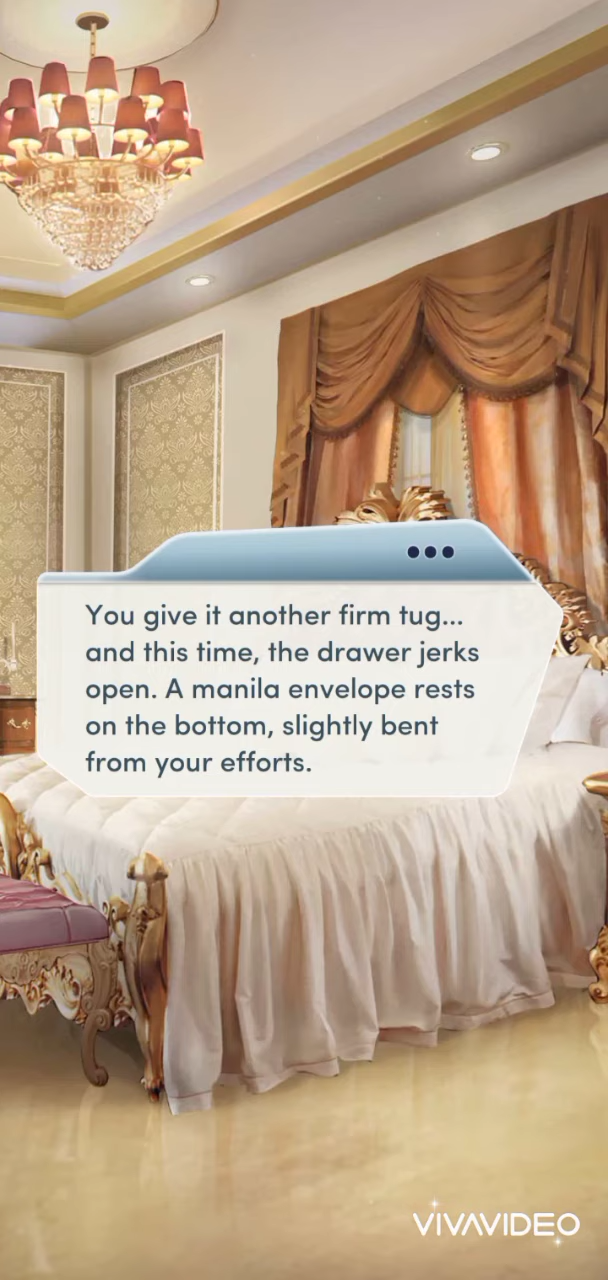 You give it another firm tug...
and this time, the drawer jerks
open. A manila envelope rests
on the bottom, slightly bent
from your efforts.
VIVAVIDEO